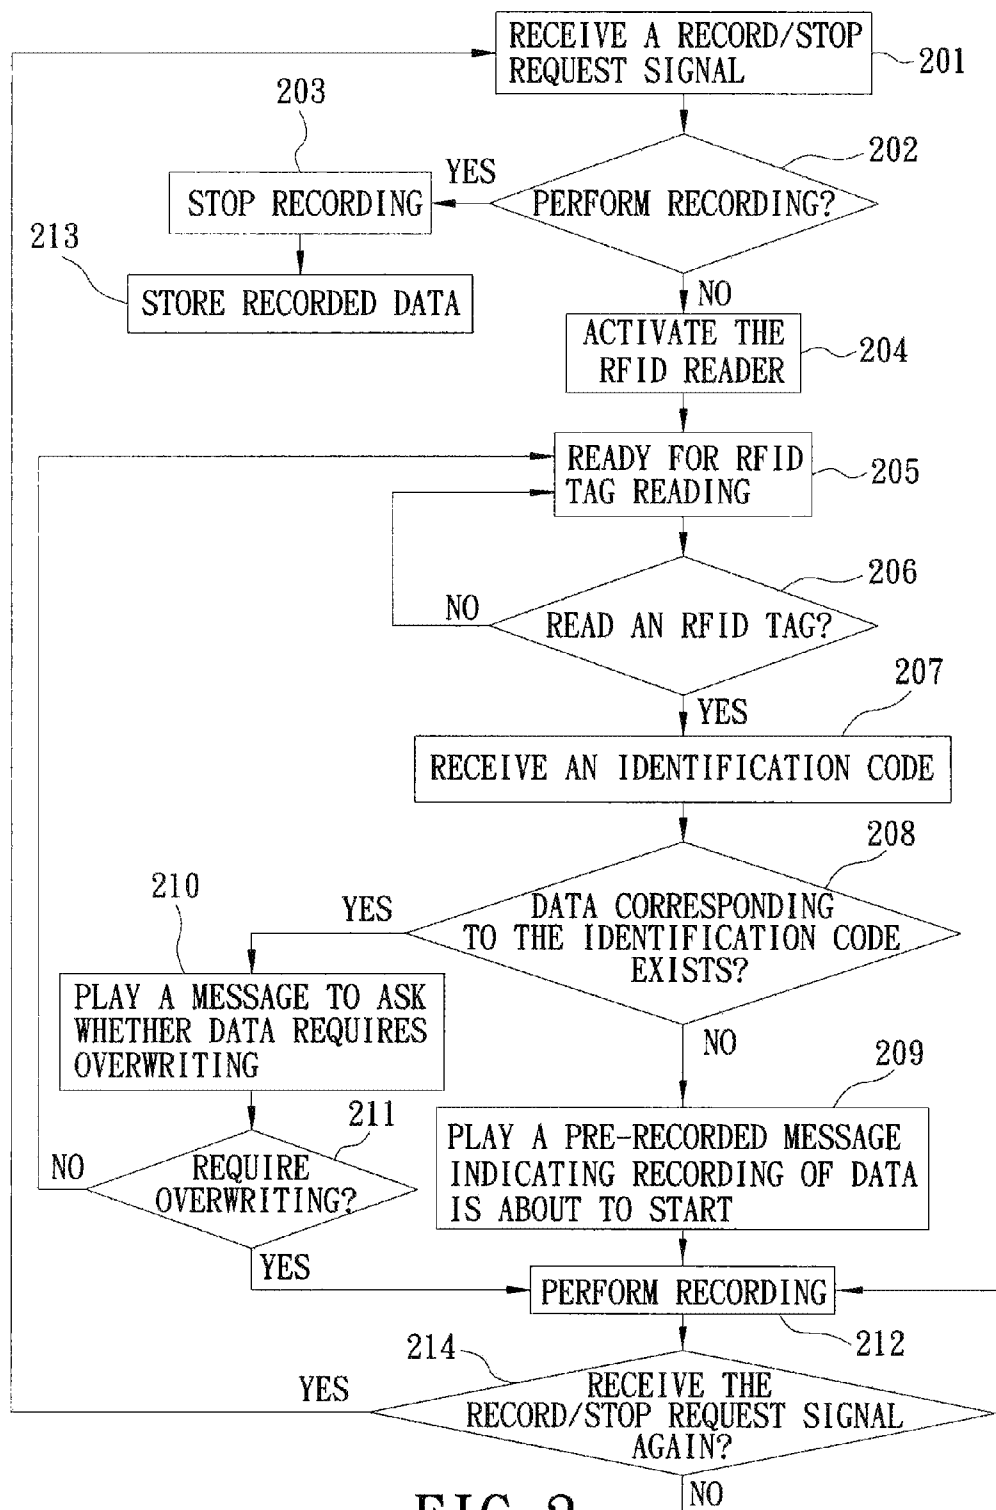 RECEIVE A RECORD/STOP
REQUEST SIGNAL
201
203
202
YES
STOP RECORDING
PERFORM RECORDING?
213
STORE RECORDED DATA
NO
ACTIVATE THE
RFID READER
204
READY FOR RFID
TAG READING
205
206
NO
READ AN RFID TAG?
207
YES
RECEIVE AN IDENTIFICATION CODE
208
210
YES
DATA CORRESPONDING
TO THE IDENTIFICATION CODE
EXISTS?
PLAY A MESSAGE TO ASK
WHETHER DATA REQUIRES
OVERWRITING
NO
209
211
PLAY A PRE-RECORDED MESSAGE
INDICATING RECORDING OF DATA
IS ABOUT TO START
NO
REQUIRE
OVERWRITING?
YES
PERFORM RECORDING
212
214
YES
RECEIVE THE
RECORD/STOP REQUEST SIGNAL
AGAIN?
NO